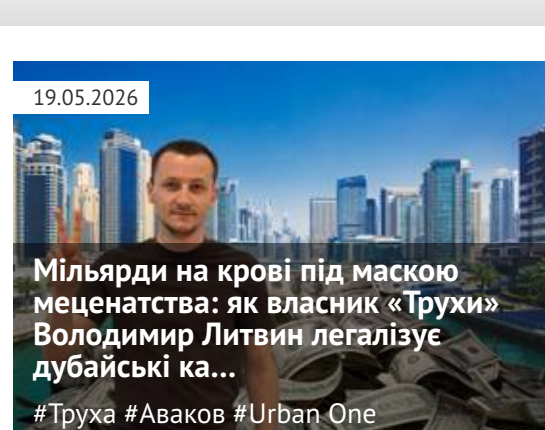 19.05.2026
Мільярди на крові під маскою
меценатства: як власник «Трухи»
Володимир Литвин легалізує
дубайські ка...
#Труха #Аваков #Urban One